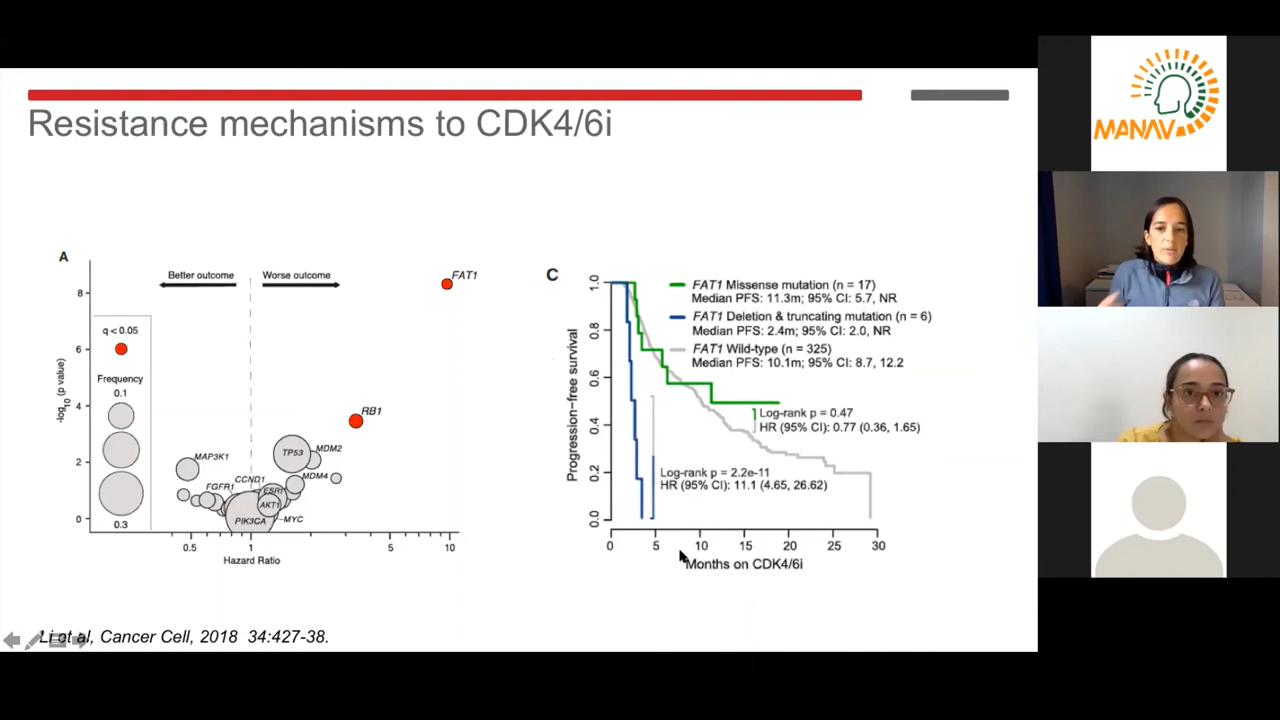 Resistance mechanisms to CDK4/6i
A
Better outcome
Worse outcome
FAT1
8
q < 0.05
6
Frequency
0.1
-log10 (p value)
4
RB1
TP53
MDM2
2
MAP3K1
CCND1
MDM4
FGFR1
ESR1
AKT1
0
PIK3CA
MYC
0.3
0.5 1 5 10
Hazard Ratio
C
1.0
0.8
0.6
0.4
0.2
0.0
Progression-free survival
FAT1 Missense mutation (n = 17)
Median PFS: 11.3m; 95% CI: 5.7, NR
FAT1 Deletion & truncating mutation (n = 6)
Median PFS: 2.4m; 95% CI: 2.0, NR
FAT1 Wild-type (n = 325)
Median PFS: 10.1m; 95% CI: 8.7, 12.2
Log-rank p = 0.47
HR (95% CI): 0.77 (0.36, 1.65)
Log-rank p = 2.2e-11
HR (95% CI): 11.1 (4.65, 26.62)
0 5 10 15 20 25 30
Months on CDK4/6i
Li et al, Cancer Cell, 2018 34:427-38.
MANAV